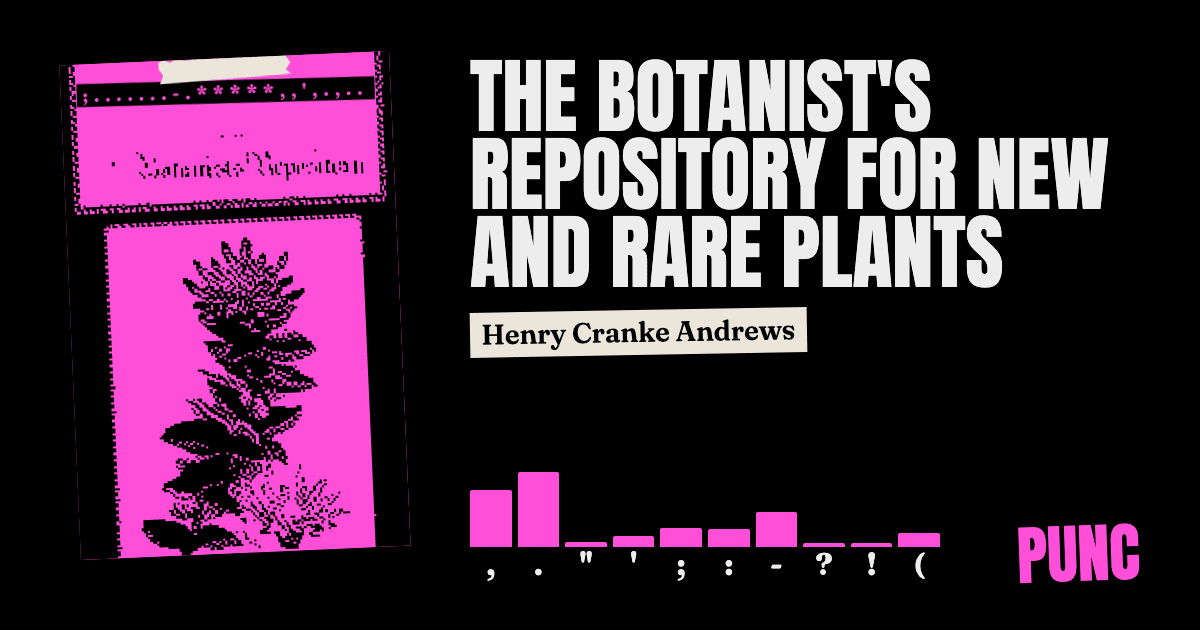 ;.......-.*****,,',.,..
THE BOTANIST'S
REPOSITORY FOR NEW
AND RARE PLANTS
Henry Cranke Andrews
, . " ' ; : - ? ! (
PUNC